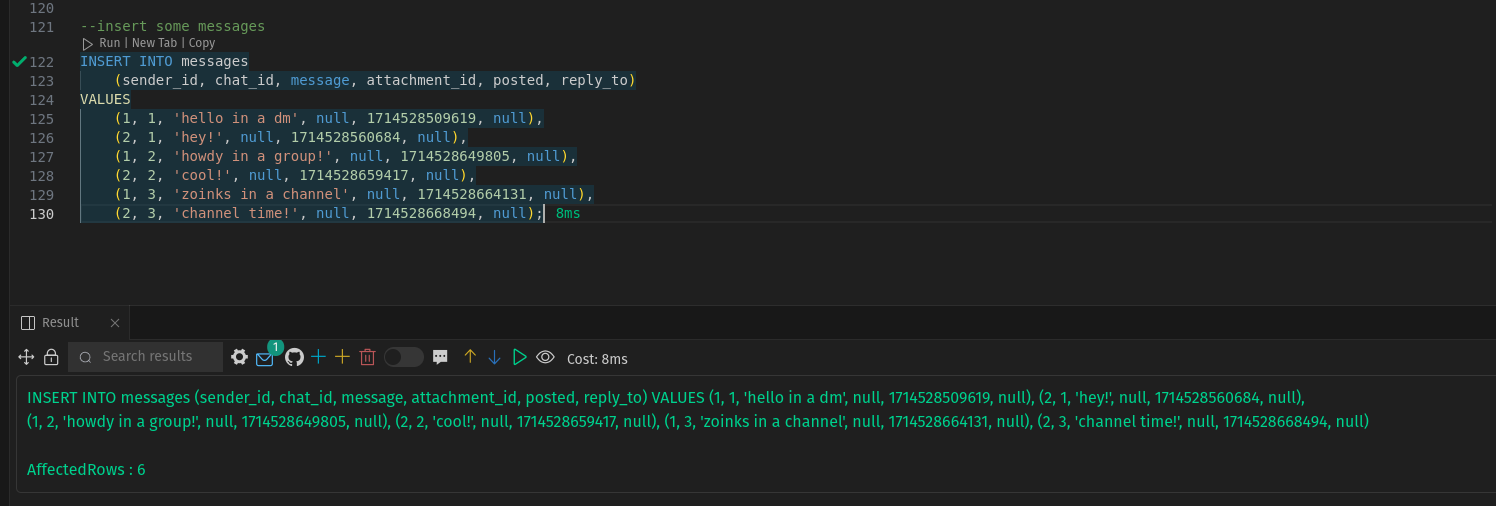 120
121 --insert some messages
Run | New Tab | Copy
122 INSERT INTO messages
123 (sender_id, chat_id, message, attachment_id, posted, reply_to)
124 VALUES
125 (1, 1, 'hello in a dm', null, 1714528509619, null),
126 (2, 1, 'hey!', null, 1714528560684, null),
127 (1, 2, 'howdy in a group!', null, 1714528649805, null),
128 (2, 2, 'cool!', null, 1714528659417, null),
129 (1, 3, 'zoinks in a channel', null, 1714528664131, null),
130 (2, 3, 'channel time!', null, 1714528668494, null); 8ms
Result
Search results 1 Cost: 8ms
INSERT INTO messages (sender_id, chat_id, message, attachment_id, posted, reply_to) VALUES (1, 1, 'hello in a dm', null, 1714528509619, null), (2, 1, 'hey!', null, 1714528560684, null),
(1, 2, 'howdy in a group!', null, 1714528649805, null), (2, 2, 'cool!', null, 1714528659417, null), (1, 3, 'zoinks in a channel', null, 1714528664131, null), (2, 3, 'channel time!', null, 1714528668494, null)
AffectedRows : 6